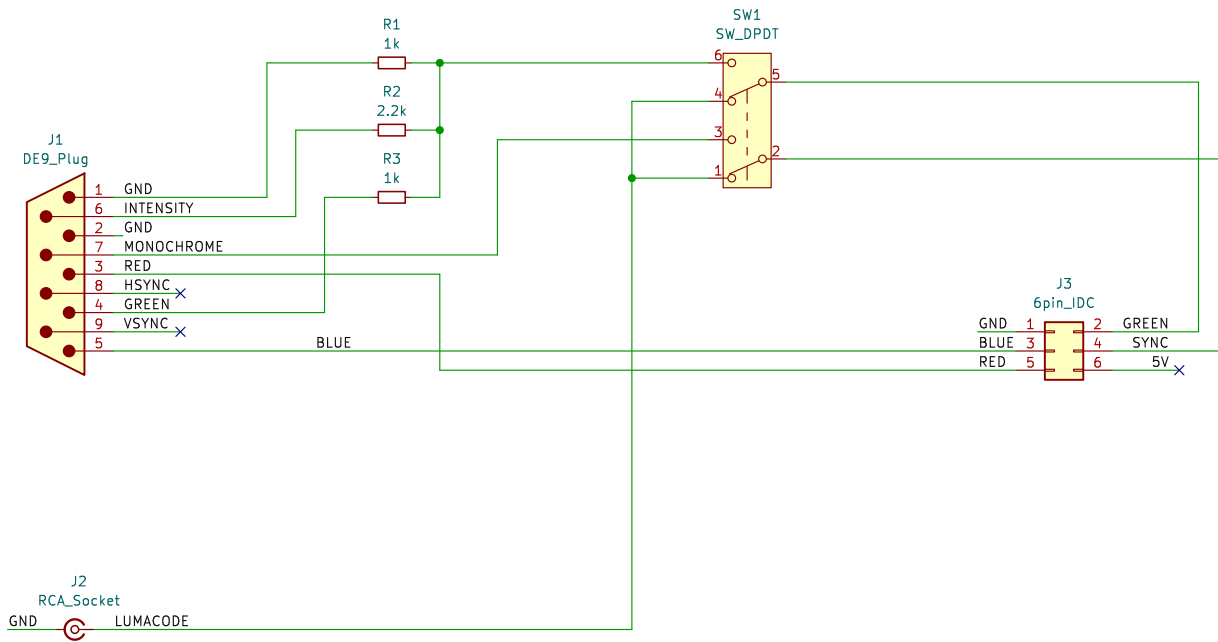 SW1
SW_DPDT
R1
1k
6
5
R2
2.2k
4
3
J1
DE9_Plug
R3
1k
2
1
1 GND
6 INTENSITY
2 GND
7 MONOCHROME
3 RED
8 HSYNC
4 GREEN
9 VSYNC
5 BLUE
J3
6pin_IDC
GND 1 2 GREEN
BLUE 3 4 SYNC
RED 5 6 5V
J2
RCA_Socket
GND LUMACODE